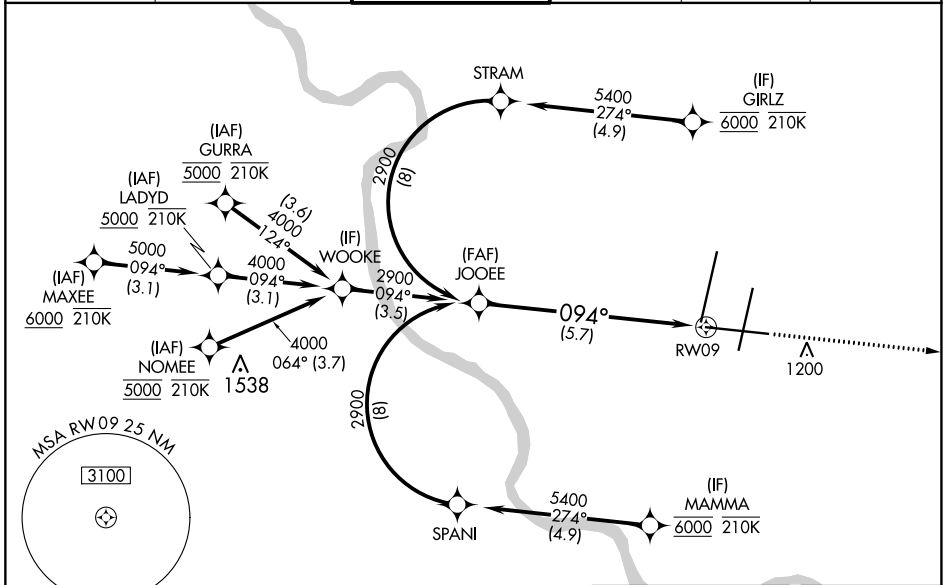 STRAM
5400
274°
(4.9)
(IF)
GIRLZ
6000 210K
(IAF)
GURRA
5000 210K
(IAF)
LADYD
5000 210K
(3.6)
4000
124°
2900
(8)
5000
094°
(3.1)
4000
094°
(3.1)
(IF)
WOOKE
2900
094°
(3.5)
(FAF)
JOOEE
094°
(5.7)
RW09
1200
(IAF)
MAXEE
6000 210K
(IAF)
NOMEE
5000 210K
4000
064° (3.7)
1538
2900
(8)
MSA RW09 25 NM
3100
SPANI
5400
274°
(4.9)
(IF)
MAMMA
6000 210K